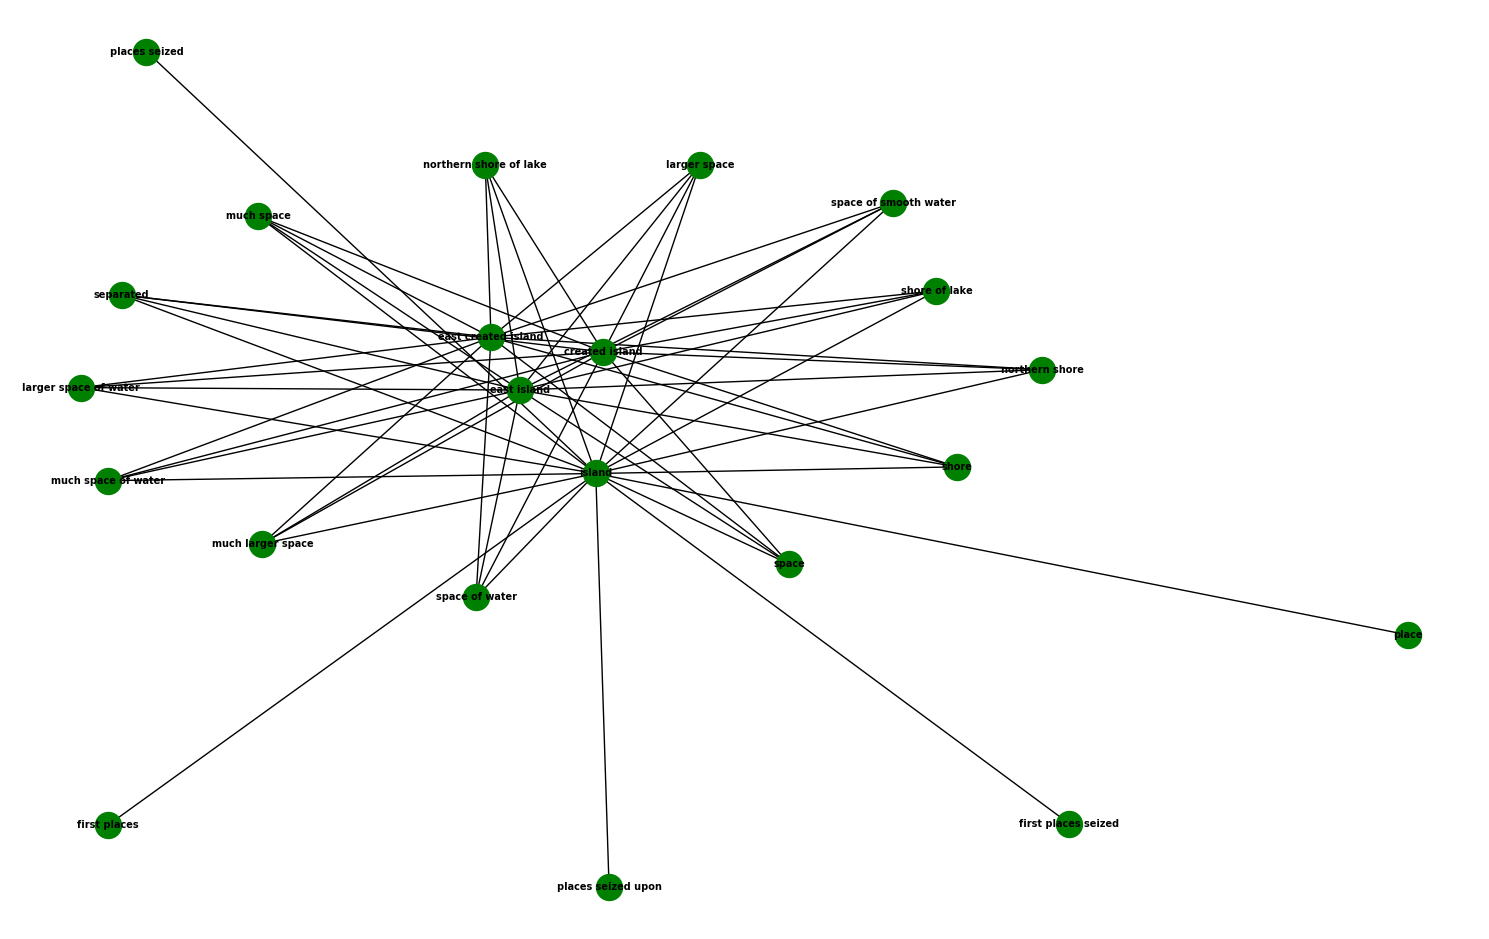 places seized
northern shore of lake
larger space
space of smooth water
much space
shore of lake
separated
east created island
created island
northern shore
larger space of water
east island
shore
island
much space of water
much larger space
space
space of water
place
first places
first places seized
places seized upon